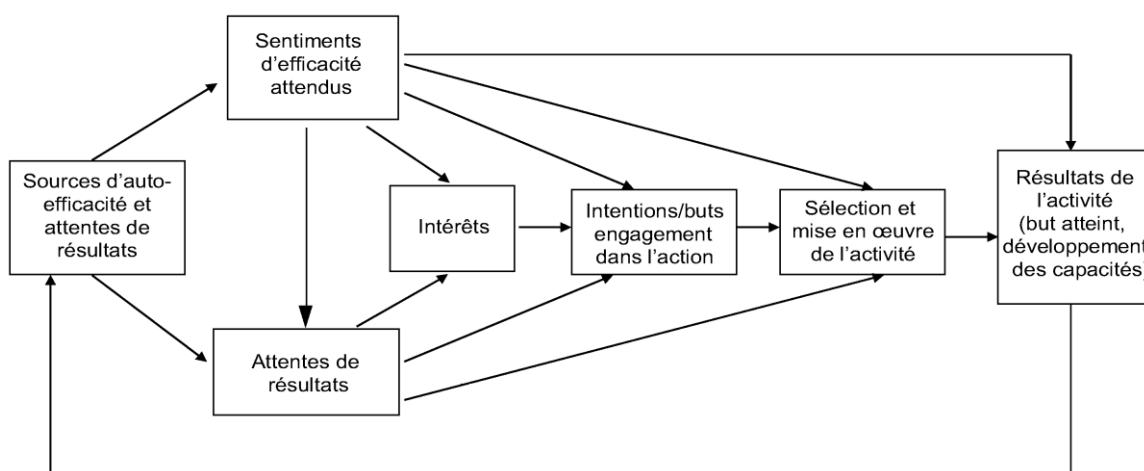 Sentiments
d'efficacité
attendus
Sources d'auto-
efficacité et
attentes de
résultats
Intérêts
Intentions/buts
engagement
dans l'action
Sélection et
mise en œuvre
de l'activité
Résultats de
l'activité
(but atteint,
développement
des capacités)
Attentes de
résultats